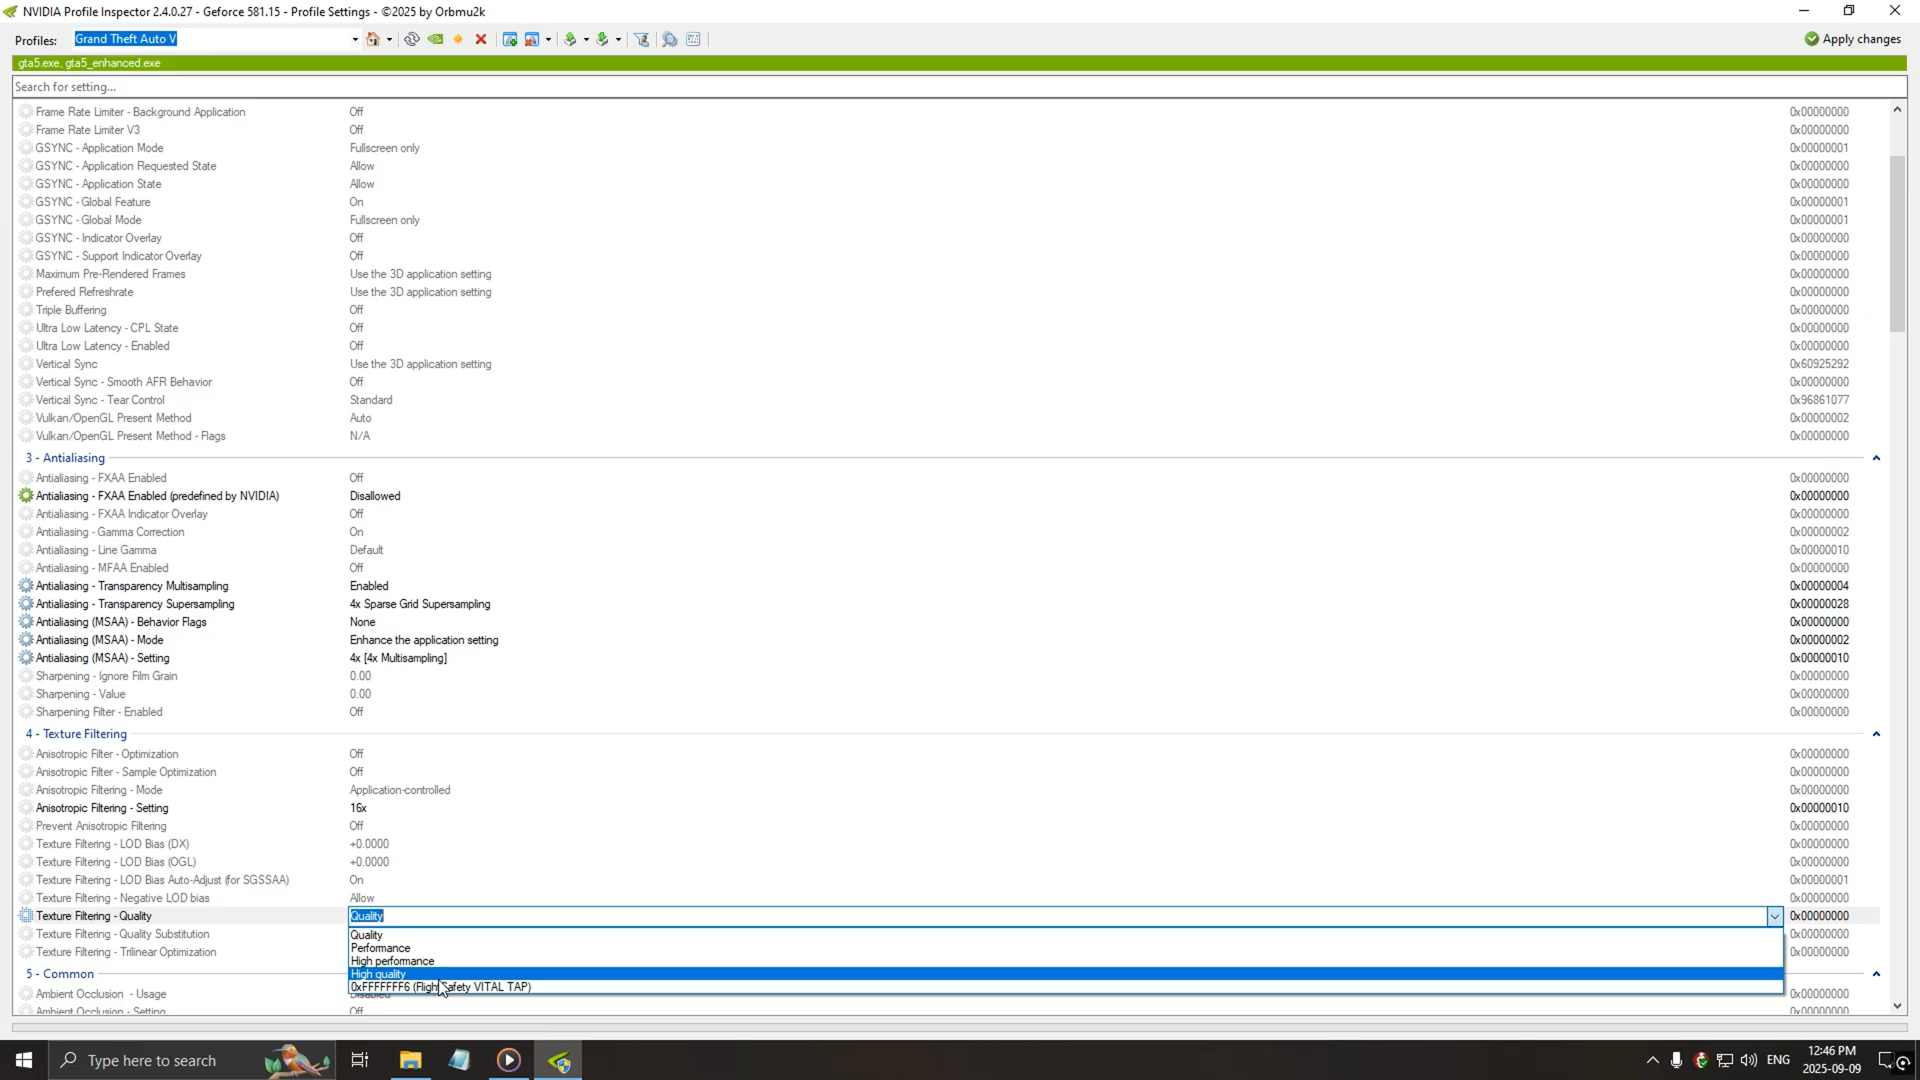 NVIDIA Profile Inspector 2.4.0.27 - Geforce 581.15 - Profile Settings - ©2025 by Orbmu2k
Profiles: Grand Theft Auto V Apply changes
gta5.exe, gta5_enhanced.exe
Search for setting...
Frame Rate Limiter - Background Application Off 0x00000000
Frame Rate Limiter V3 Off 0x00000000
GSYNC - Application Mode Fullscreen only 0x00000001
GSYNC - Application Requested State Allow 0x00000000
GSYNC - Application State Allow 0x00000000
GSYNC - Global Feature On 0x00000001
GSYNC - Global Mode Fullscreen only 0x00000001
GSYNC - Indicator Overlay Off 0x00000000
GSYNC - Support Indicator Overlay Off 0x00000000
Maximum Pre-Rendered Frames Use the 3D application setting 0x00000000
Prefered Refreshrate Use the 3D application setting 0x00000000
Triple Buffering Off 0x00000000
Ultra Low Latency - CPL State Off 0x00000000
Ultra Low Latency - Enabled Off 0x00000000
Vertical Sync Use the 3D application setting 0x60925292
Vertical Sync - Smooth AFR Behavior Off 0x00000000
Vertical Sync - Tear Control Standard 0x96861077
Vulkan/OpenGL Present Method Auto 0x00000002
Vulkan/OpenGL Present Method - Flags N/A 0x00000000
3 - Antialiasing
Antialiasing - FXAA Enabled Off 0x00000000
Antialiasing - FXAA Enabled (predefined by NVIDIA) Disallowed 0x00000000
Antialiasing - FXAA Indicator Overlay Off 0x00000000
Antialiasing - Gamma Correction On 0x00000002
Antialiasing - Line Gamma Default 0x00000010
Antialiasing - MFAA Enabled Off 0x00000000
Antialiasing - Transparency Multisampling Enabled 0x00000004
Antialiasing - Transparency Supersampling 4x Sparse Grid Supersampling 0x00000028
Antialiasing (MSAA) - Behavior Flags None 0x00000000
Antialiasing (MSAA) - Mode Enhance the application setting 0x00000002
Antialiasing (MSAA) - Setting 4x [4x Multisampling] 0x00000010
Sharpening - Ignore Film Grain 0.00 0x00000000
Sharpening - Value 0.00 0x00000000
Sharpening Filter - Enabled Off 0x00000000
4 - Texture Filtering
Anisotropic Filter - Optimization Off 0x00000000
Anisotropic Filter - Sample Optimization Off 0x00000000
Anisotropic Filtering - Mode Application-controlled 0x00000000
Anisotropic Filtering - Setting 16x 0x00000010
Prevent Anisotropic Filtering Off 0x00000000
Texture Filtering - LOD Bias (DX) +0.0000 0x00000000
Texture Filtering - LOD Bias (OGL) +0.0000 0x00000000
Texture Filtering - LOD Bias Auto-Adjust (for SGSSAA) On 0x00000001
Texture Filtering - Negative LOD bias Allow 0x00000000
Texture Filtering - Quality Quality 0x00000000
Texture Filtering - Quality Substitution Quality 0x00000000
Performance
Texture Filtering - Trilinear Optimization High performance 0x00000000
5 - Common High quality
0xFFFFFFF6 (Flight Safety VITAL TAP)
Ambient Occlusion - Usage Disabled 0x00000000
Ambient Occlusion - Setting Off 0x00000000
Type here to search ENG 12:46 PM
2025-09-09